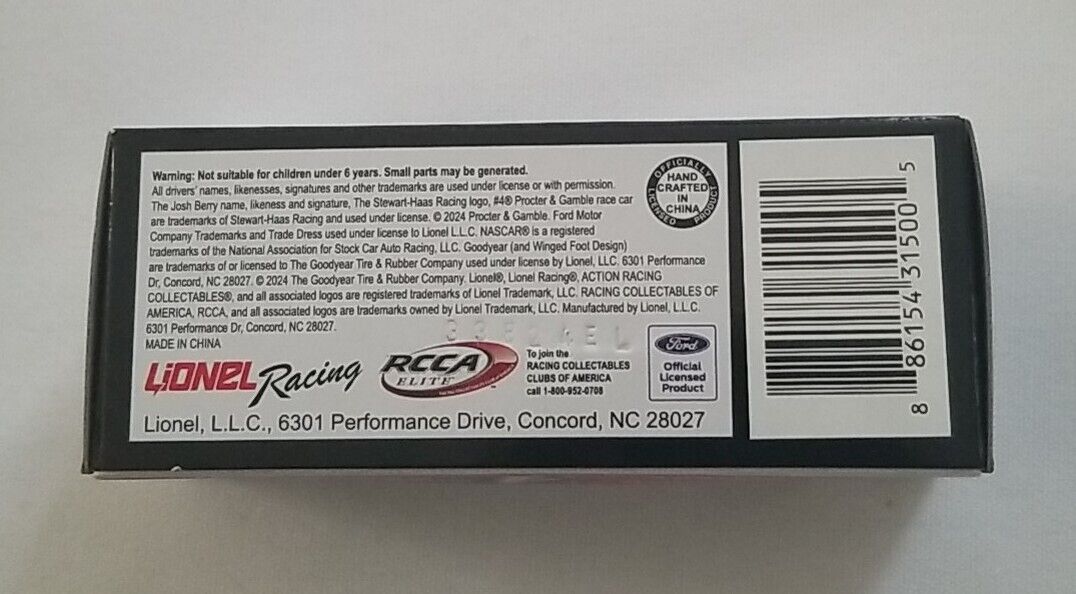 Warning: Not suitable for children under 6 years. Small parts may be generated.
All drivers' names, likenesses, signatures and other trademarks are used under license or with permission.
The Josh Berry name, likeness and signature, The Stewart-Haas Racing logo, #4® Procter & Gamble race car
are trademarks of Stewart-Haas Racing and used under license. © 2024 Procter & Gamble. Ford Motor
Company Trademarks and Trade Dress used under license to Lionel L.L.C. NASCAR® is a registered
trademarks of the National Association for Stock Car Auto Racing, LLC. Goodyear (and Winged Foot Design)
are trademarks of or licensed to The Goodyear Tire & Rubber Company used under license by Lionel, LLC. 6301 Performance
Dr, Concord, NC 28027. © 2024 The Goodyear Tire & Rubber Company. Lionel®, Lionel Racing®, ACTION RACING
COLLECTABLES®, and all associated logos are registered trademarks of Lionel Trademark, LLC. RACING COLLECTABLES OF
AMERICA, RCCA, and all associated logos are trademarks owned by Lionel Trademark, LLC. Manufactured by Lionel, L.L.C.
6301 Performance Dr, Concord, NC 28027.
MADE IN CHINA
OFFICIALLY
HAND
CRAFTED
IN
CHINA
LICENSED PRODUCT
LIONEL Racing
RCCA
ELITE™
To join the
RACING COLLECTABLES
CLUBS OF AMERICA
call 1-800-952-0708
Ford
Official
Licensed
Product
Lionel, L.L.C., 6301 Performance Drive, Concord, NC 28027
8 86154 31500 5